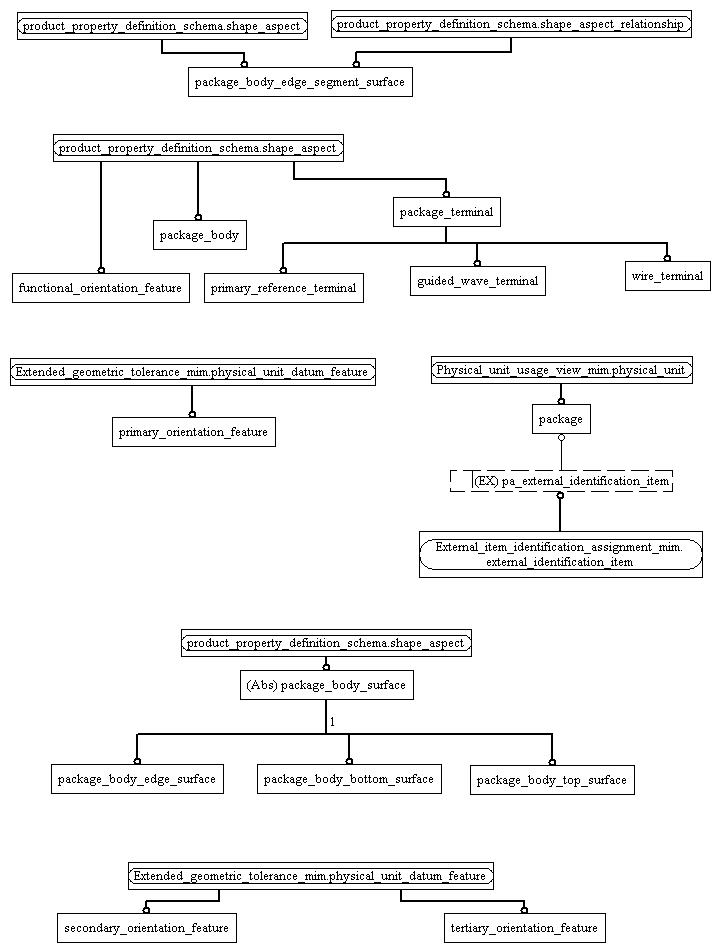 product_property_definition_schema.shape_aspect
product_property_definition_schema.shape_aspect_relationship
package_body_edge_segment_surface
product_property_definition_schema.shape_aspect
package_terminal
package_body
functional_orientation_feature
primary_reference_terminal
guided_wave_terminal
wire_terminal
Extended_geometric_tolerance_mim.physical_unit_datum_feature
primary_orientation_feature
Physical_unit_usage_view_mim.physical_unit
package
(EX) pa_external_identification_item
External_item_identification_assignment_mim.
external_identification_item
product_property_definition_schema.shape_aspect
(Abs) package_body_surface
1
package_body_edge_surface
package_body_bottom_surface
package_body_top_surface
Extended_geometric_tolerance_mim.physical_unit_datum_feature
secondary_orientation_feature
tertiary_orientation_feature